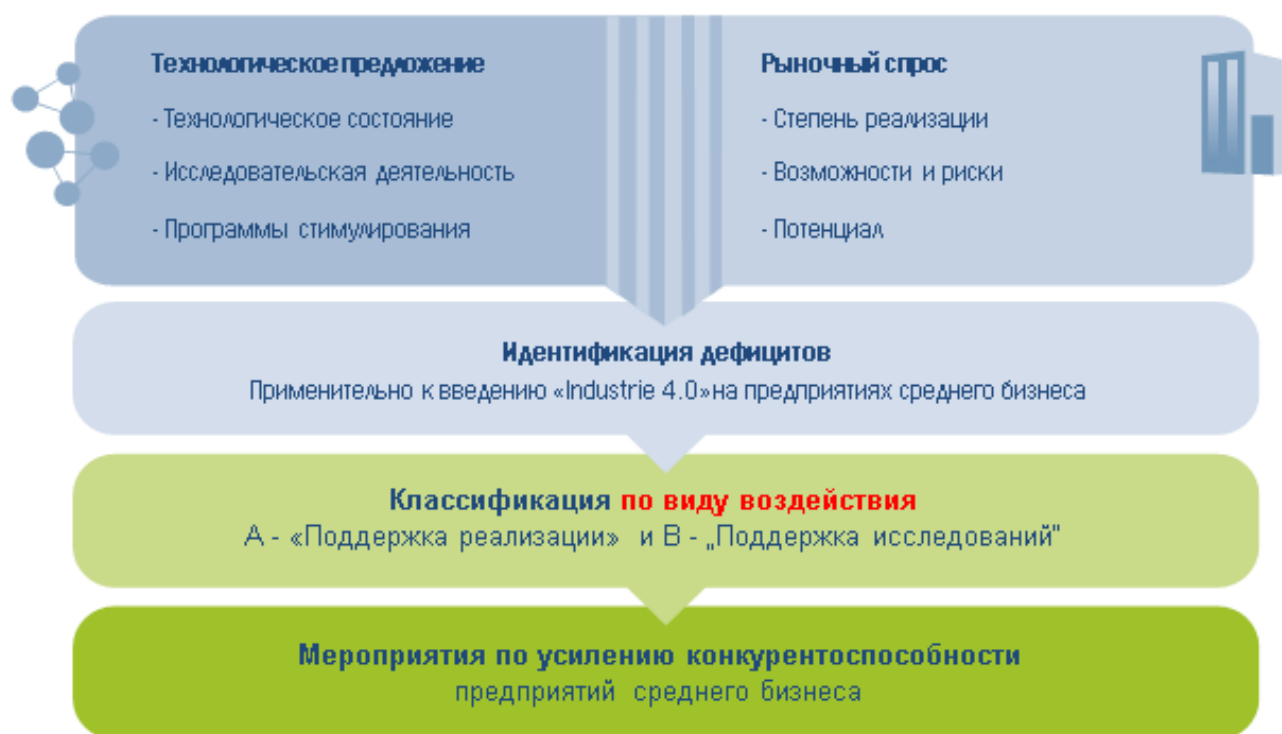 Технологическое предложение
- Технологическое состояние
- Исследовательская деятельность
- Программы стимулирования
Рыночный спрос
- Степень реализации
- Возможности и риски
- Потенциал
Идентификация дефицитов
Применительно к введению «Industrie 4.0»на предприятиях среднего бизнеса
Классификация по виду воздействия
А - «Поддержка реализации» и В - „Поддержка исследований"
Мероприятия по усилению конкурентоспособности
предприятий среднего бизнеса